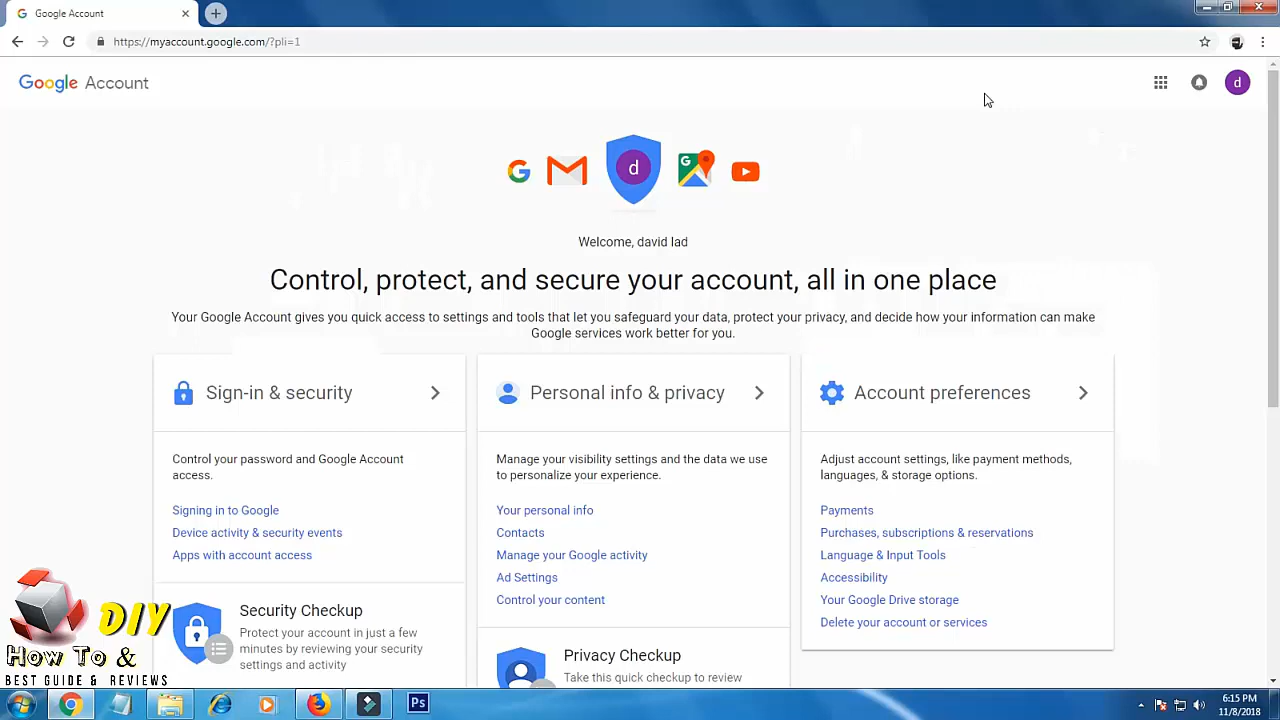 Google Account
https://myaccount.google.com/?pli=1
Google Account
d
d
Welcome, david lad
Control, protect, and secure your account, all in one place
Your Google Account gives you quick access to settings and tools that let you safeguard your data, protect your privacy, and decide how your information can make
Google services work better for you.
Sign-in & security
Control your password and Google Account
access.
Signing in to Google
Device activity & security events
Apps with account access
Security Checkup
Protect your account in just a few
minutes by reviewing your security
settings and activity
Personal info & privacy
Manage your visibility settings and the data we use
to personalize your experience.
Your personal info
Contacts
Manage your Google activity
Ad Settings
Control your content
Privacy Checkup
Take this quick checkup to review
Account preferences
Adjust account settings, like payment methods,
languages, & storage options.
Payments
Purchases, subscriptions & reservations
Language & Input Tools
Accessibility
Your Google Drive storage
Delete your account or services
DIY
How To &
BEST GUIDE & REVIEWS
Ps
6:15 PM
11/8/2018